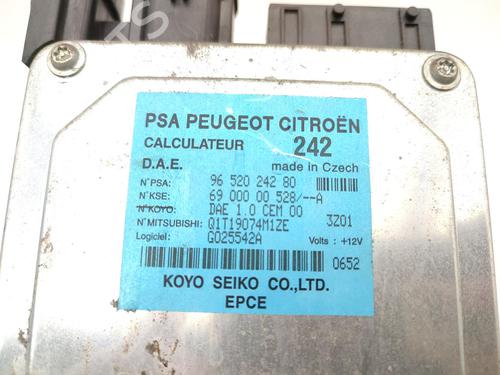 PSA PEUGEOT CITROËN
CALCULATEUR 242
D.A.E. made in Czech
N°PSA: 96 520 242 80
N°KSE: 69 000 00 528/--A
N°KOYO: DAE 1.0 CEM 00 3Z01
N°MITSUBISHI: Q1T19074M1ZE
Logiciel: G025542A Volts : +12V
0652
KOYO SEIKO CO.,LTD.
EPCE